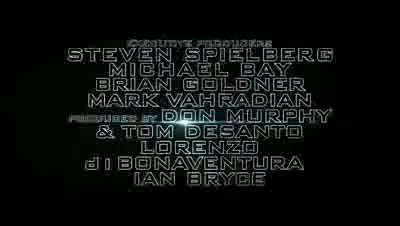 EXECUTIVE PRODUCERS
STEVEN SPIELBERG
MICHAEL BAY
BRIAN GOLDNER
MARK VAHRADIAN
PRODUCED BY DON MURPHY
& TOM DESANTO
LORENZO
di BONAVENTURA
IAN BRYCE